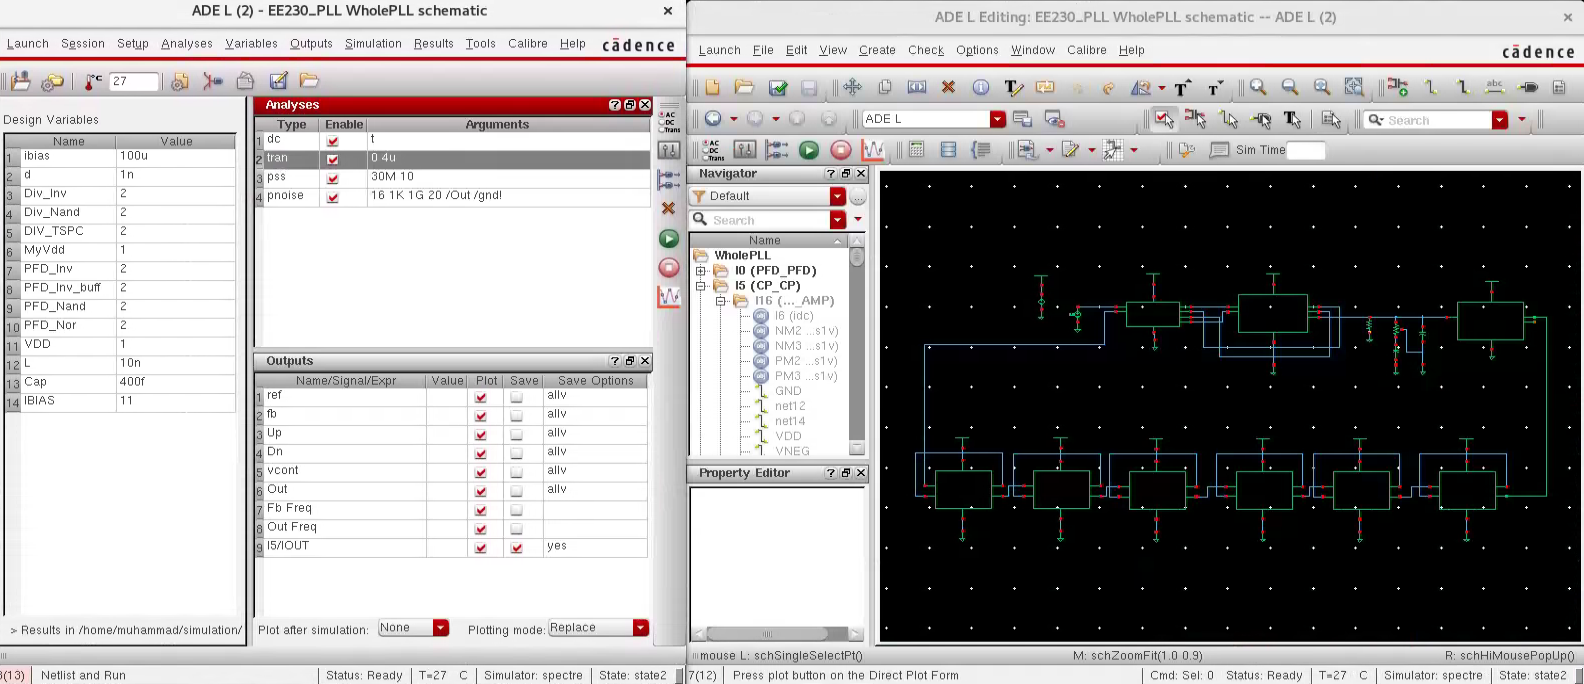 ADE L (2) - EE230_PLL WholePLL schematic
Launch Session Setup Analyses Variables Outputs Simulation Results Tools Calibre Help cādence
°C 27
Design Variables
Name Value
1 ibias 100u
2 d 1n
3 Div_Inv 2
4 Div_Nand 2
5 DIV_TSPC 2
6 MyVdd 1
7 PFD_Inv 2
8 PFD_Inv_buff 2
9 PFD_Nand 2
10 PFD_Nor 2
11 VDD 1
12 L 10n
13 Cap 400f
14 IBIAS 11
> Results in /home/muhammad/simulation/
Analyses
Type Enable Arguments
1 dc t
2 tran 0 4u
3 pss 30M 10
4 pnoise 16 1K 1G 20 /Out /gnd!
AC
DC
Trans
Outputs
Name/Signal/Expr Value Plot Save Save Options
1 ref allv
2 fb allv
3 Up allv
4 Dn allv
5 vcont allv
6 Out allv
7 Fb Freq
8 Out Freq
9 I5/IOUT yes
Plot after simulation: None Plotting mode: Replace
(13) Netlist and Run Status: Ready T=27 C Simulator: spectre State: state2
ADE L Editing: EE230_PLL WholePLL schematic -- ADE L (2)
Launch File Edit View Create Check Options Window Calibre Help cādence
abc
ADE L Search
AC
DC
Trans
Sim Time
Navigator
Default
Search
Name
WholePLL
I0 (PFD_PFD)
I5 (CP_CP)
I16 (..._AMP)
I6 (idc)
NM2 ...s1v)
NM3 ...s1v)
PM2 ...s1v)
PM3 ...s1v)
GND
net12
net14
VDD
VNEG
Property Editor
mouse L: schSingleSelectPt() M: schZoomFit(1.0 0.9) R: schHiMousePopUp()
7(12) Press plot button on the Direct Plot Form Cmd: Sel: 0 Status: Ready T=27 C Simulator: spectre State: state2